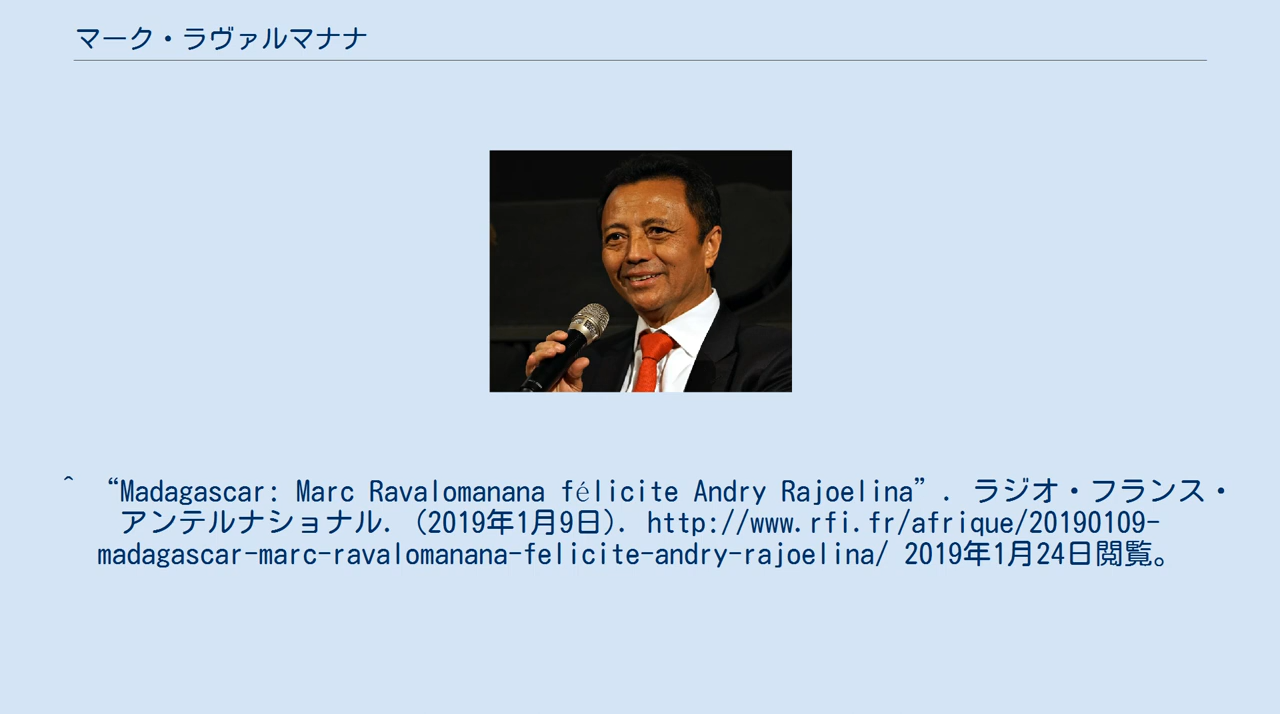 マーク・ラヴァルマナナ
^ “Madagascar: Marc Ravalomanana félicite Andry Rajoelina”. ラジオ・フランス・
アンテルナショナル. (2019年1月9日). http://www.rfi.fr/afrique/20190109-
madagascar-marc-ravalomanana-felicite-andry-rajoelina/ 2019年1月24日閲覧。